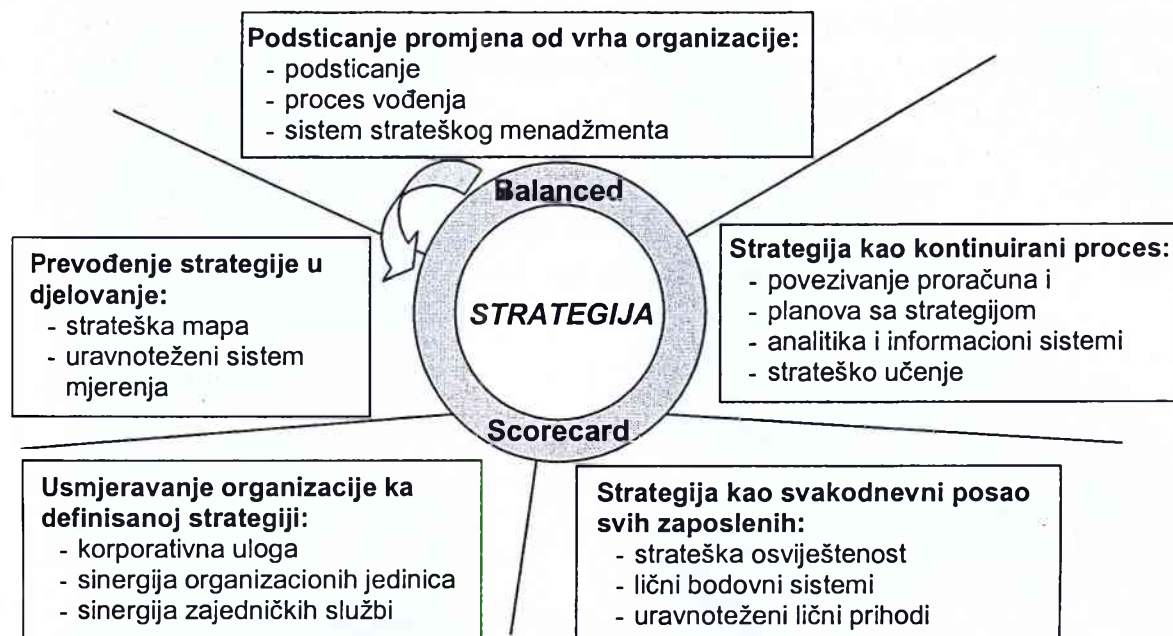 Podsticanje promjena od vrha organizacije:
- podsticanje
- proces vođenja
- sistem strateškog menadžmenta
Balanced
Prevođenje strategije u
djelovanje:
- strateška mapa
- uravnoteženi sistem
mjerenja
STRATEGIJA
Strategija kao kontinuirani proces:
- povezivanje proračuna i
- planova sa strategijom
- analitika i informacioni sistemi
- strateško učenje
Scorecard
Usmjeravanje organizacije ka
definisanoj strategiji:
- korporativna uloga
- sinergija organizacionih jedinica
- sinergija zajedničkih službi
Strategija kao svakodnevni posao
svih zaposlenih:
- strateška osviještenost
- lični bodovni sistemi
- uravnoteženi lični prihodi